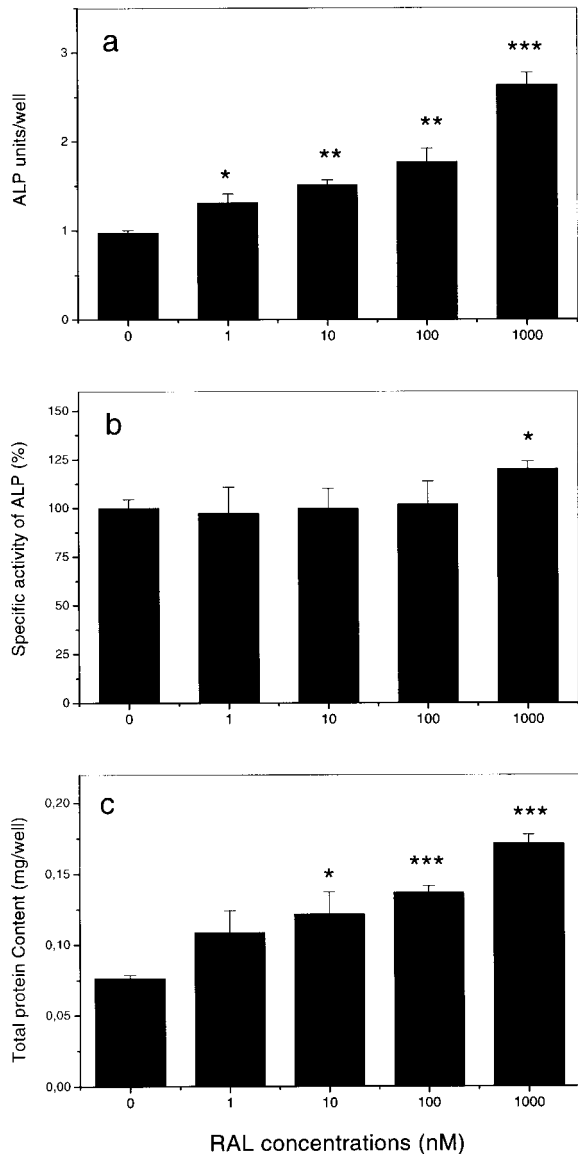 a
ALP units/well
3
2
1
0
*
**
**
***
0 1 10 100 1000
b
Specific activity of ALP (%)
150
125
100
75
50
25
0
*
0 1 10 100 1000
c
Total protein Content (mg/well)
0,20
0,15
0,10
0,05
0,00
*
***
***
0 1 10 100 1000
RAL concentrations (nM)